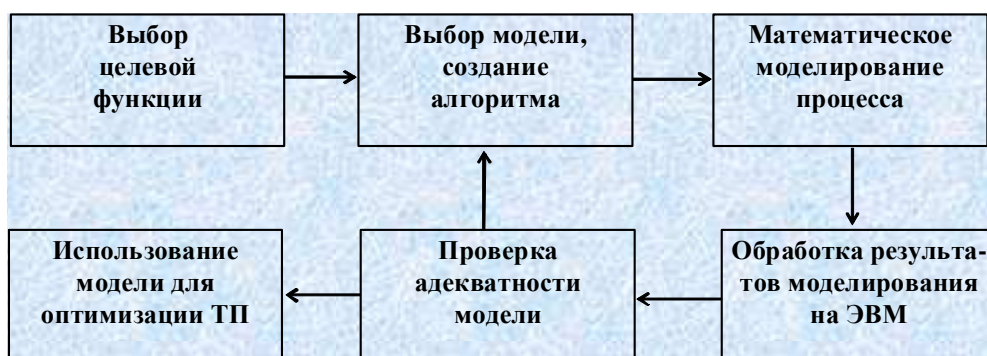 Выбор
целевой
функции
Выбор модели,
создание
алгоритма
Математическое
моделирование
процесса
Использование
модели для
оптимизации ТП
Проверка
адекватности
модели
Обработка результа-
тов моделирования
на ЭВМ